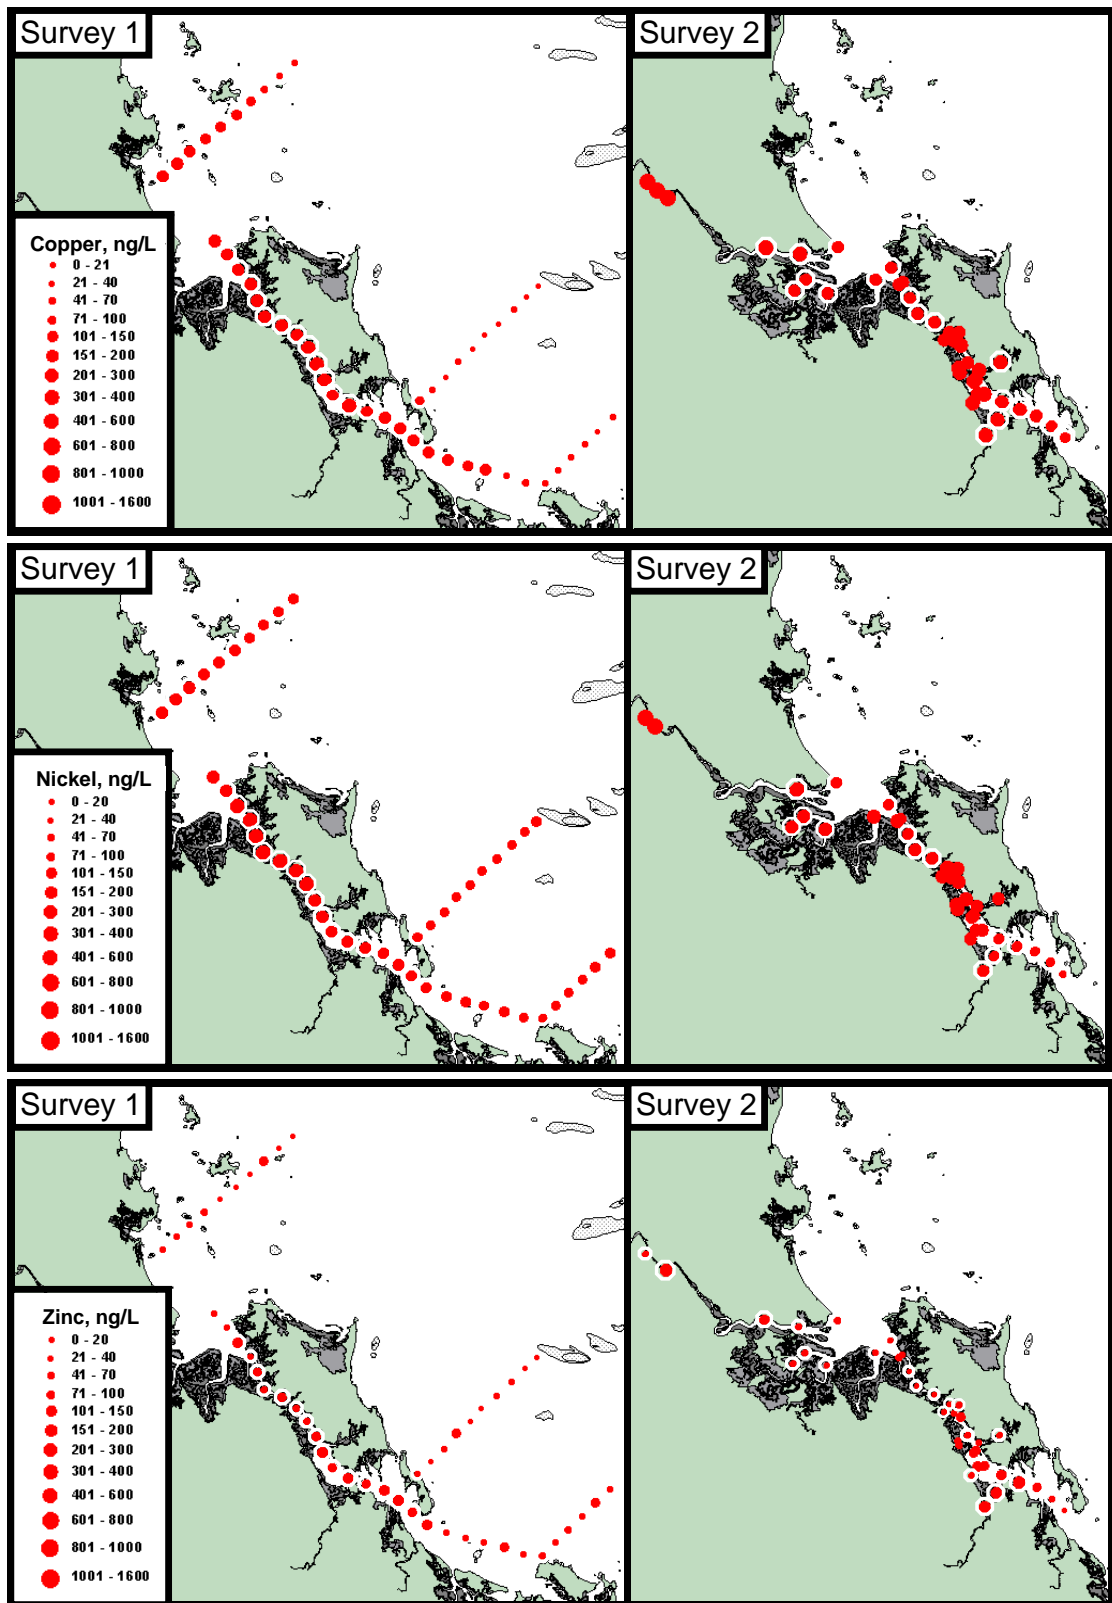 Survey 1
Survey 2
Copper, ng/L
0 - 21
21 - 40
41 - 70
71 - 100
101 - 150
151 - 200
201 - 300
301 - 400
401 - 600
601 - 800
801 - 1000
1001 - 1600
Survey 1
Survey 2
Nickel, ng/L
0 - 20
21 - 40
41 - 70
71 - 100
101 - 150
151 - 200
201 - 300
301 - 400
401 - 600
601 - 800
801 - 1000
1001 - 1600
Survey 1
Survey 2
Zinc, ng/L
0 - 20
21 - 40
41 - 70
71 - 100
101 - 150
151 - 200
201 - 300
301 - 400
401 - 600
601 - 800
801 - 1000
1001 - 1600